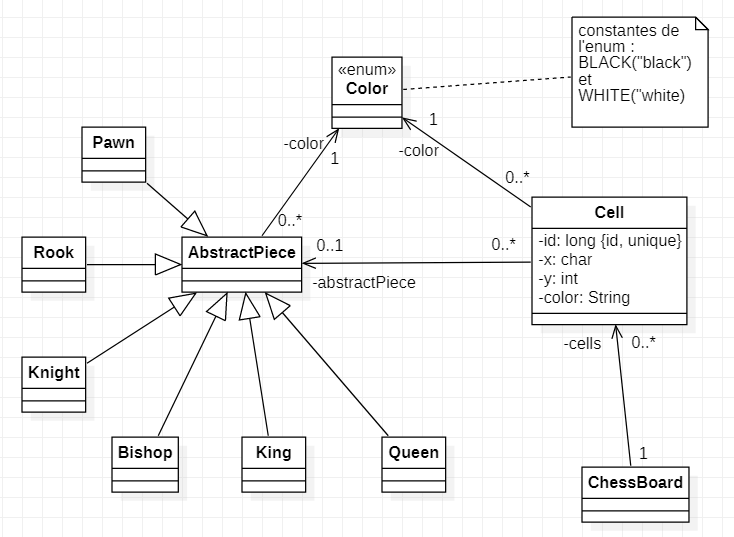 constantes de
l'enum :
BLACK("black")
et
WHITE("white)
«enum»
Color
1
-color
0..*
-color
1
0..*
Pawn
Rook
AbstractPiece
0..1
0..*
-abstractPiece
Cell
-id: long {id, unique}
-x: char
-y: int
-color: String
-cells
0..*
1
Knight
Bishop
King
Queen
ChessBoard